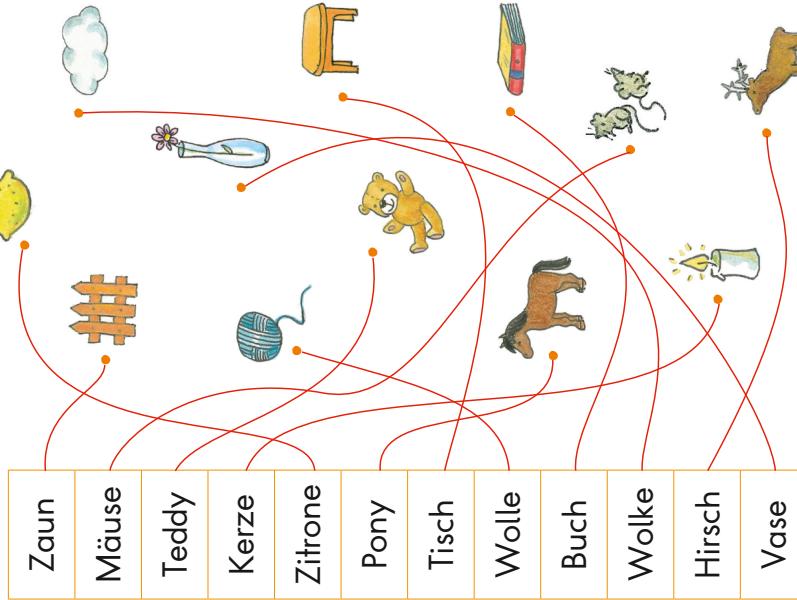 Zaun
Mäuse
Teddy
Kerze
Zitrone
Pony
Tisch
Wolle
Buch
Wolke
Hirsch
Vase